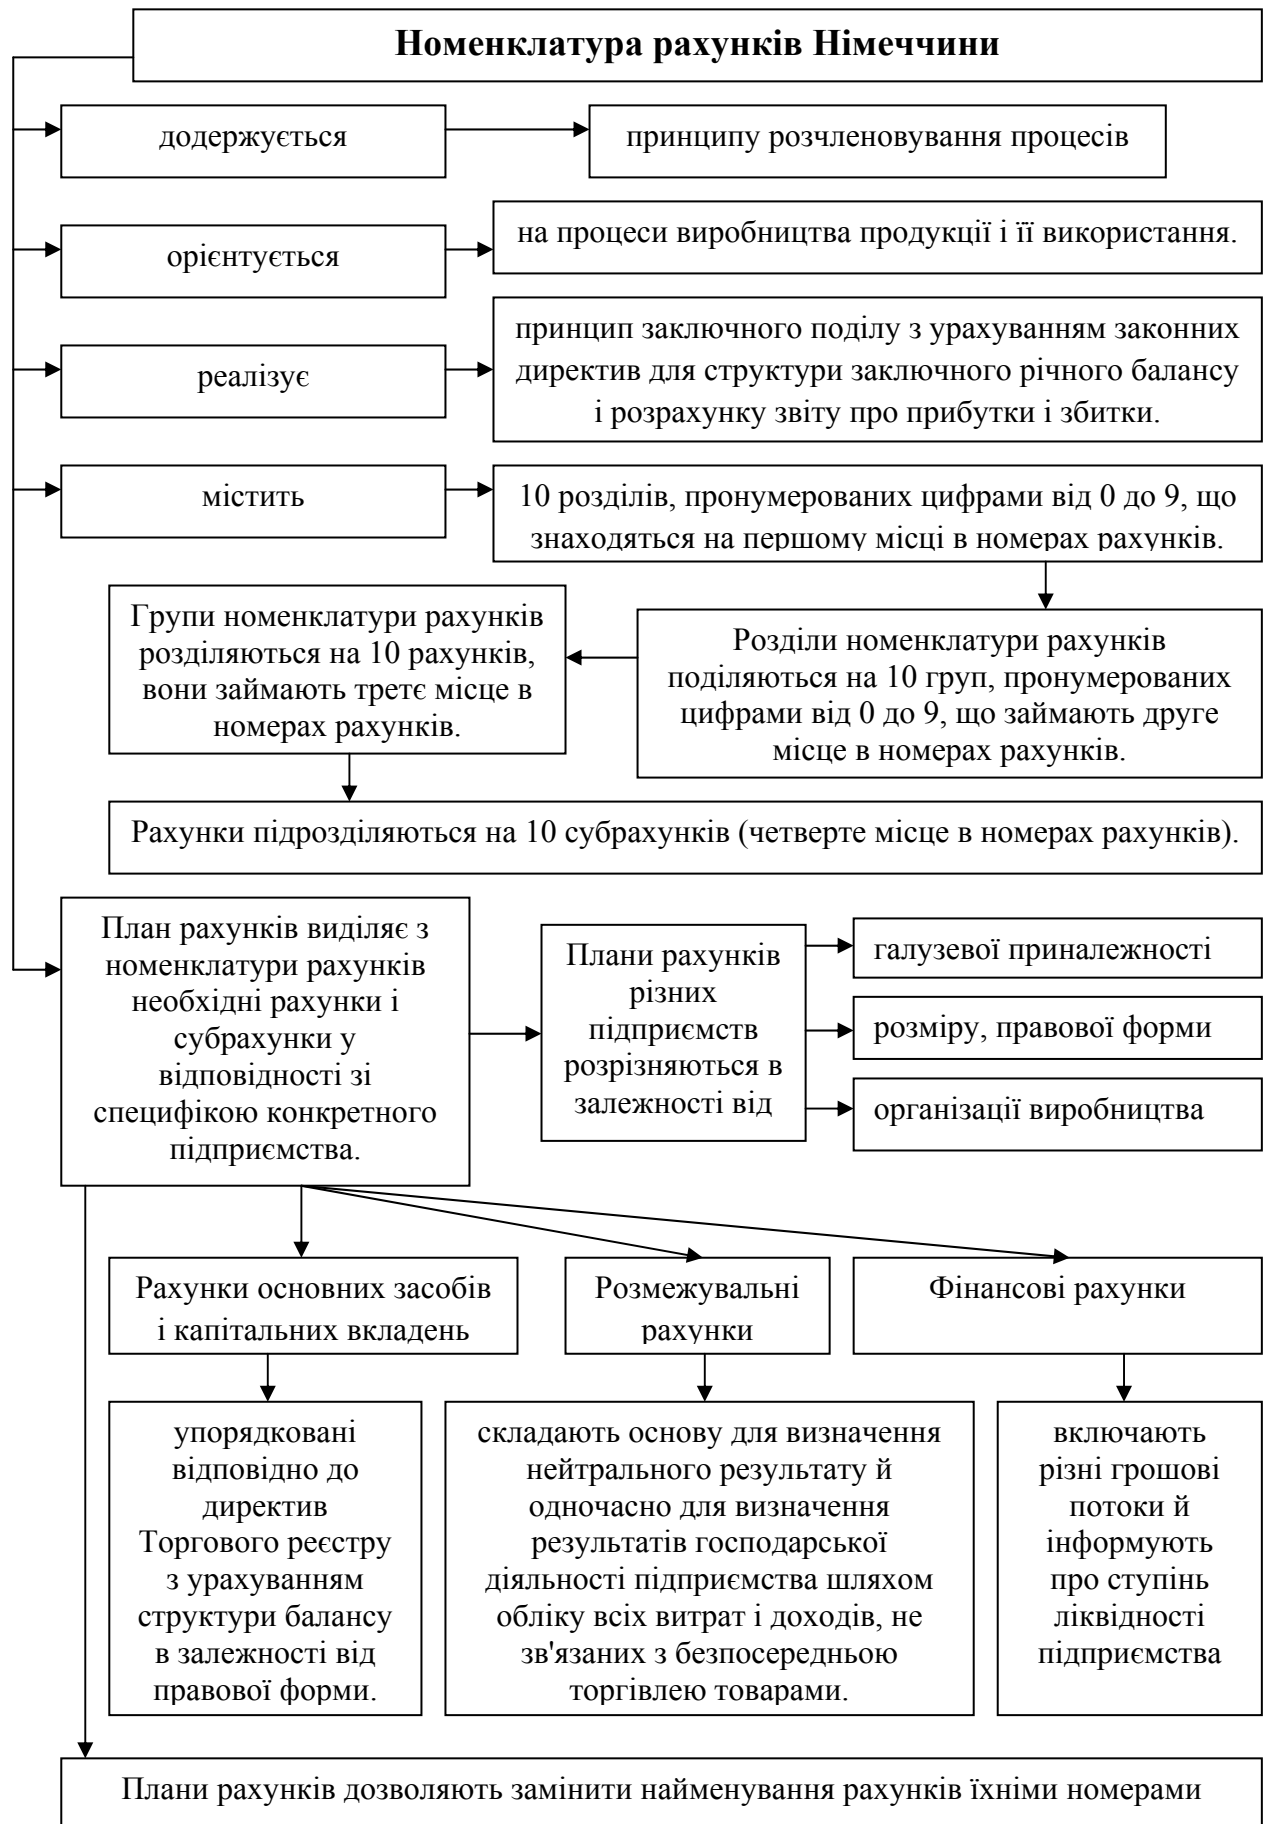 Номенклатура рахунків Німеччини
додержується
принципу розчленовування процесів
орієнтується
на процеси виробництва продукції і її використання.
реалізує
принцип заключного поділу з урахуванням законних
директив для структури заключного річного балансу
і розрахунку звіту про прибутки і збитки.
містить
10 розділів, пронумерованих цифрами від 0 до 9, що
знаходяться на першому місці в номерах рахунків.
Розділи номенклатури рахунків
поділяються на 10 груп, пронумерованих
цифрами від 0 до 9, що займають друге
місце в номерах рахунків.
Групи номенклатури рахунків
розділяються на 10 рахунків,
вони займають третє місце в
номерах рахунків.
Рахунки підрозділяються на 10 субрахунків (четверте місце в номерах рахунків).
План рахунків виділяє з
номенклатури рахунків
необхідні рахунки і
субрахунки у
відповідності зі
специфікою конкретного
підприємства.
Плани рахунків
різних
підприємств
розрізняються в
залежності від
галузевої приналежності
розміру, правової форми
організації виробництва
Рахунки основних засобів
і капітальних вкладень
Розмежувальні
рахунки
Фінансові рахунки
упорядковані
відповідно до
директив
Торгового реєстру
з урахуванням
структури балансу
в залежності від
правової форми.
складають основу для визначення
нейтрального результату й
одночасно для визначення
результатів господарської
діяльності підприємства шляхом
обліку всіх витрат і доходів, не
зв'язаних з безпосередньою
торгівлею товарами.
включають
різні грошові
потоки й
інформують
про ступінь
ліквідності
підприємства
Плани рахунків дозволяють замінити найменування рахунків їхніми номерами